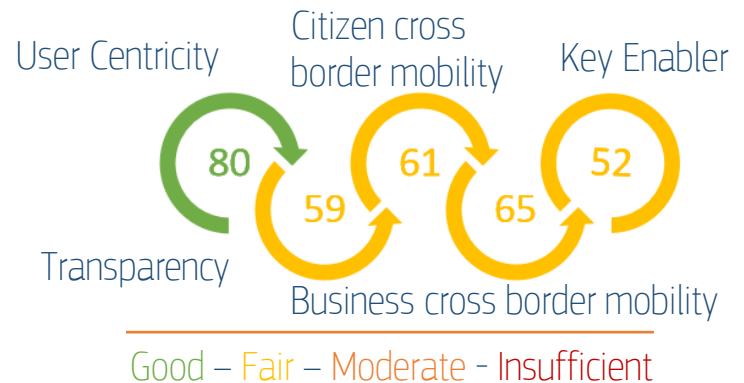 User Centricity
Citizen cross
border mobility
Key Enabler
80
61
52
59
65
Transparency
Business cross border mobility
Good – Fair – Moderate - Insufficient